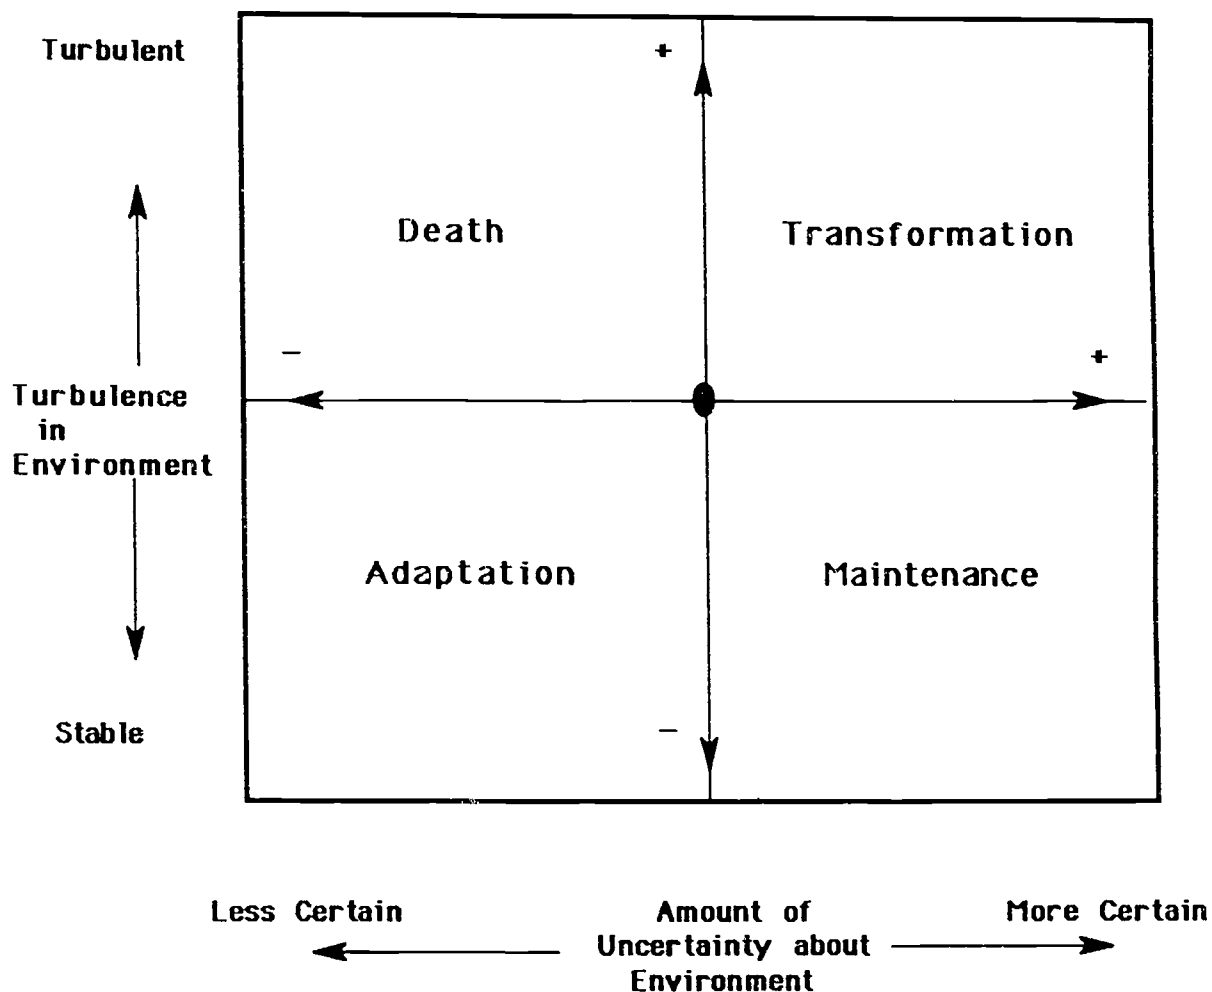 Turbulent
+
Death
Transformation
−
+
Turbulence
in
Environment
Adaptation
Maintenance
−
Stable
Less Certain
Amount of
Uncertainty about
Environment
More Certain